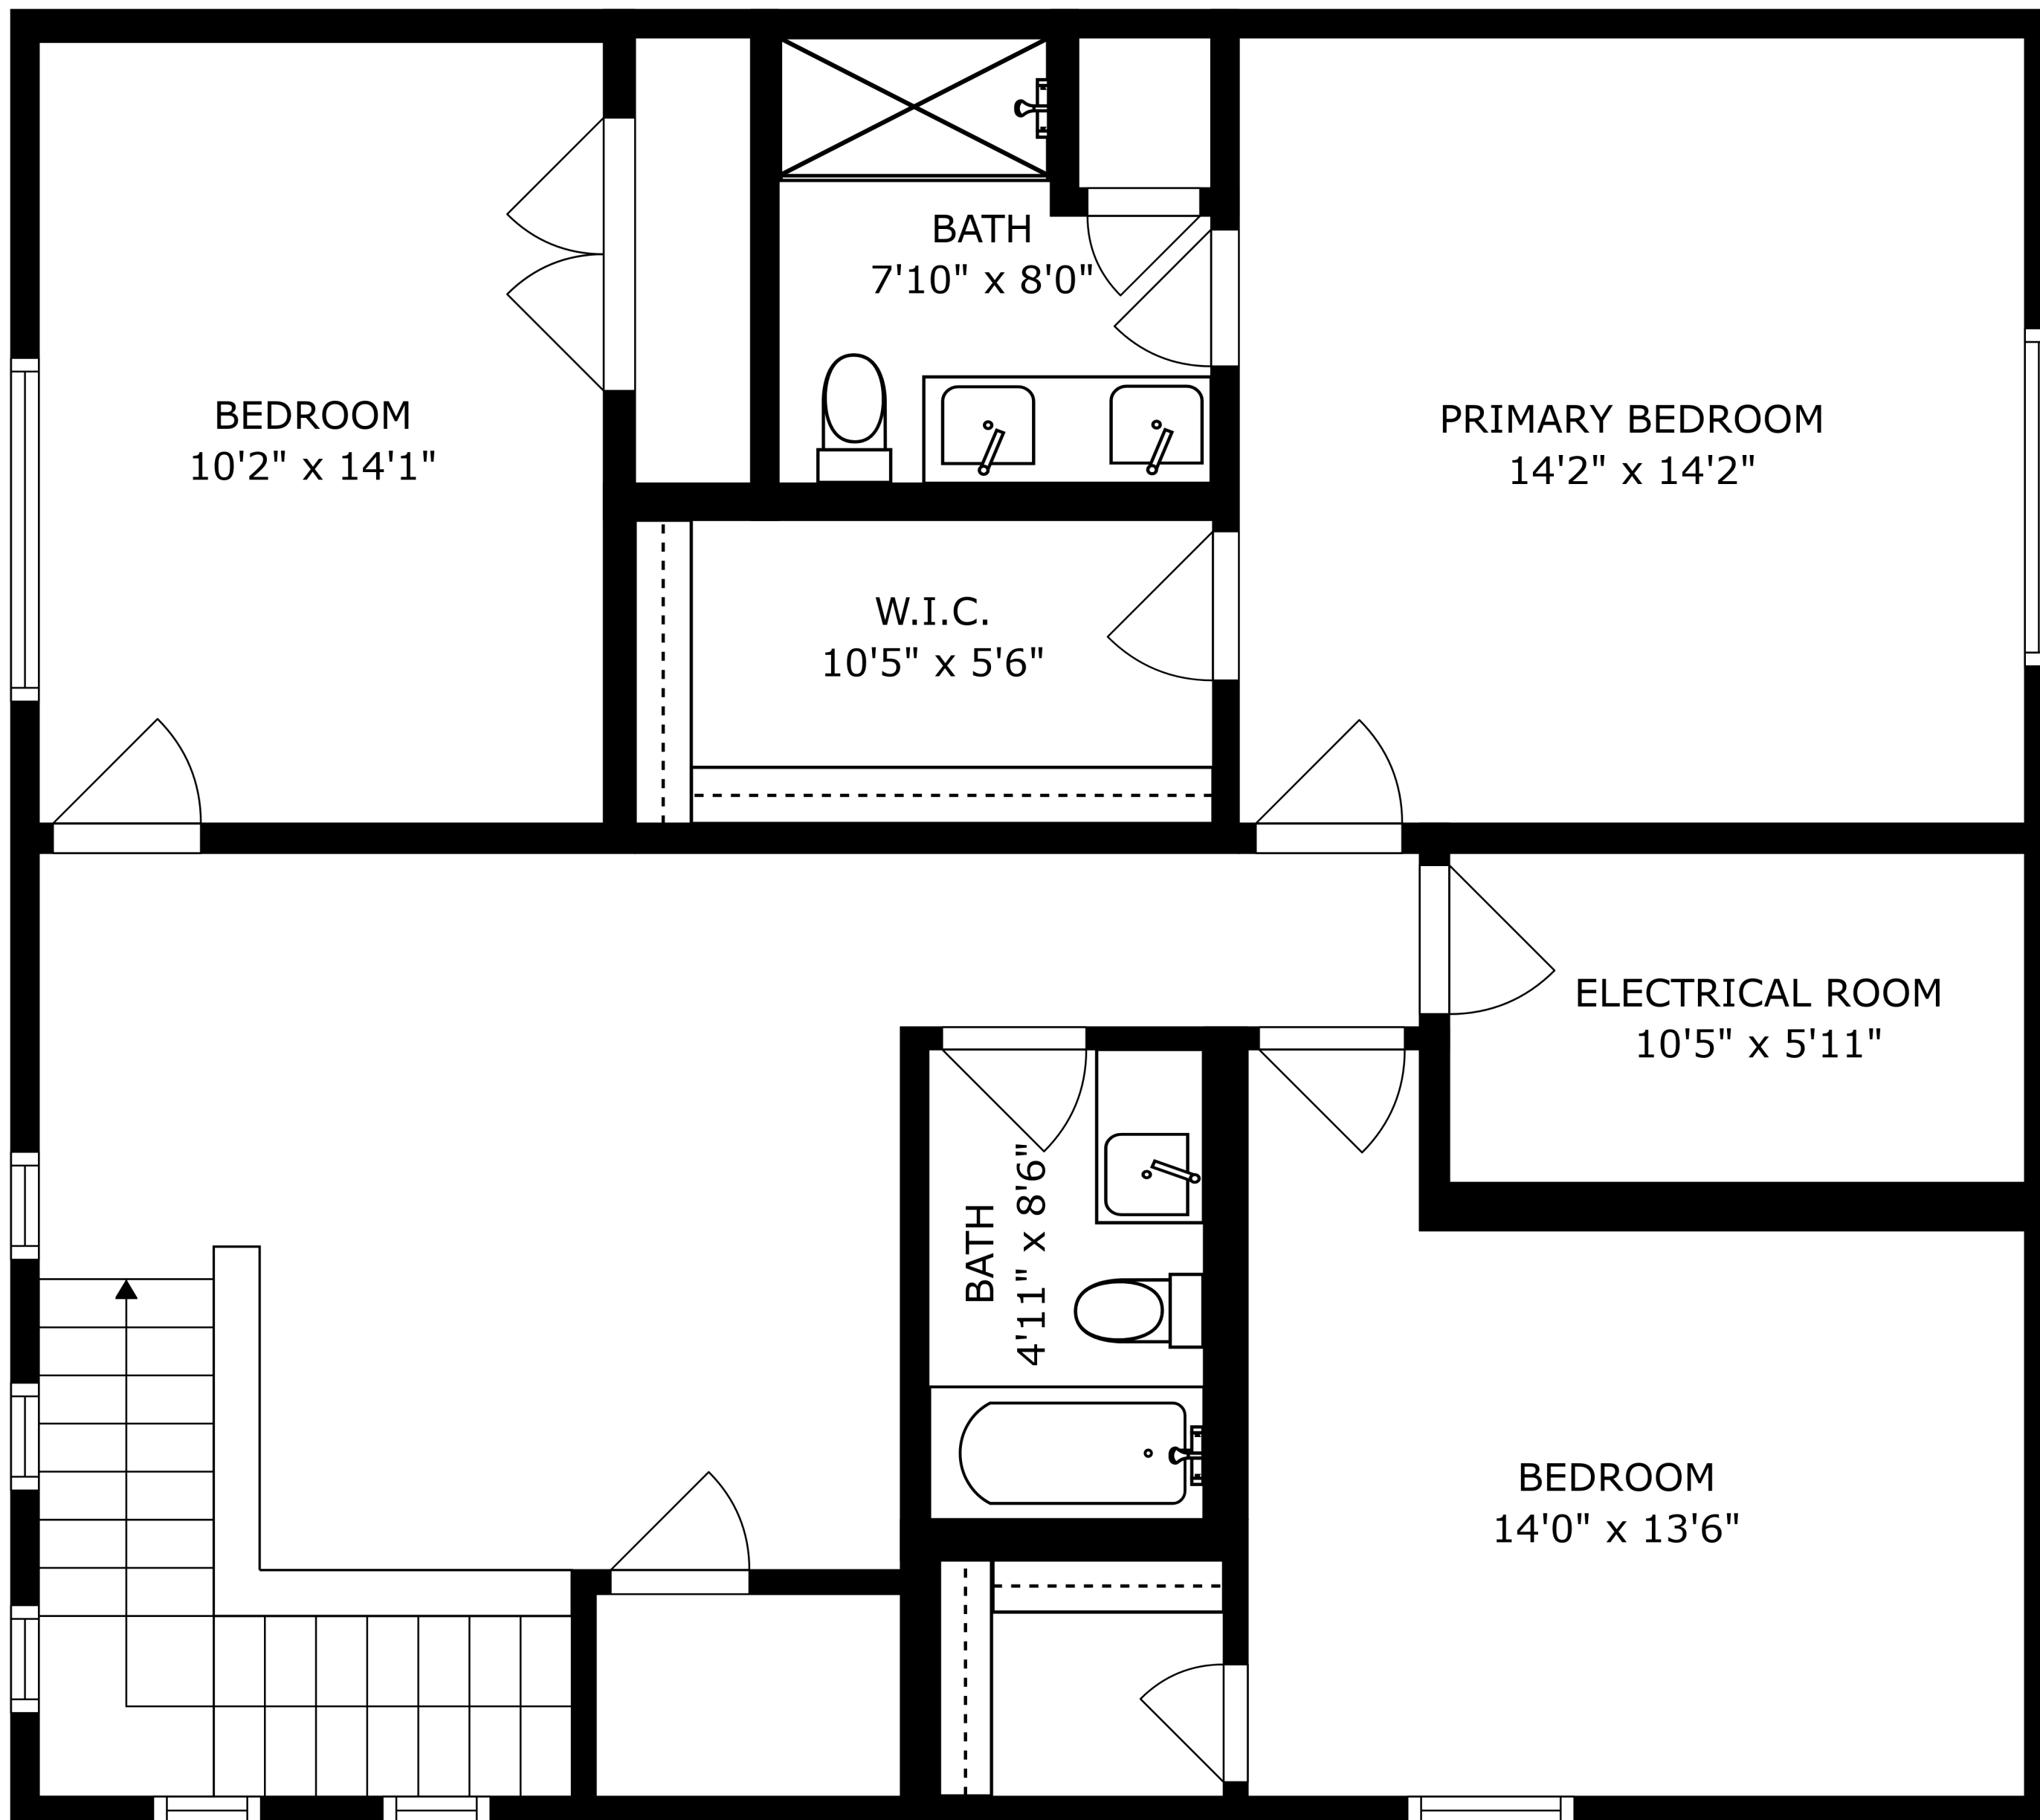 BATH
7'10" x 8'0"
BEDROOM
10'2" x 14'1"
PRIMARY BEDROOM
14'2" x 14'2"
W.I.C.
10'5" x 5'6"
ELECTRICAL ROOM
10'5" x 5'11"
BATH
4'11" x 8'6"
BEDROOM
14'0" x 13'6"